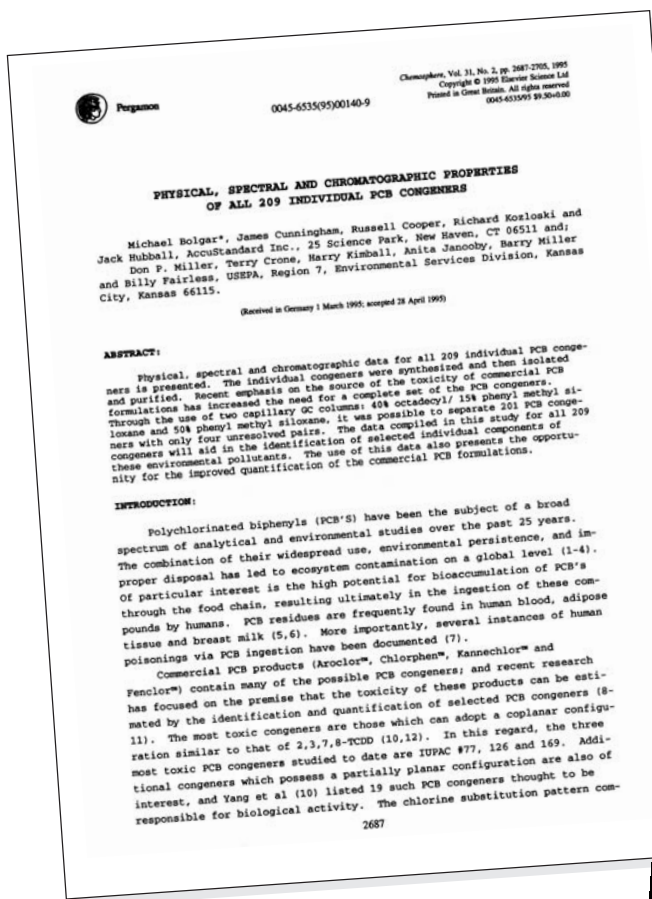 Pergamon
0045-6535(95)00140-9
Chemosphere, Vol. 31, No. 2, pp. 2687-2705, 1995
Copyright © 1995 Elsevier Science Ltd
Printed in Great Britain. All rights reserved
0045-6535/95 $9.50+0.00
PHYSICAL, SPECTRAL AND CHROMATOGRAPHIC PROPERTIES
OF ALL 209 INDIVIDUAL PCB CONGENERS
Michael Bolgar*, James Cunningham, Russell Cooper, Richard Kozloski and
Jack Hubball, AccuStandard Inc., 25 Science Park, New Haven, CT 06511 and;
Don P. Miller, Terry Crone, Harry Kimball, Anita Janooby, Barry Miller
and Billy Fairless, USEPA, Region 7, Environmental Services Division, Kansas
City, Kansas 66115.
(Received in Germany 1 March 1995; accepted 28 April 1995)
ABSTRACT:
Physical, spectral and chromatographic data for all 209 individual PCB conge-
ners is presented. The individual congeners were synthesized and then isolated
and purified. Recent emphasis on the source of the toxicity of commercial PCB
formulations has increased the need for a complete set of the PCB congeners.
Through the use of two capillary GC columns: 40% octadecyl/ 15% phenyl methyl si-
loxane and 50% phenyl methyl siloxane, it was possible to separate 201 PCB conge-
ners with only four unresolved pairs. The data compiled in this study for all 209
congeners will aid in the identification of selected individual components of
these environmental pollutants. The use of this data also presents the opportu-
nity for the improved quantification of the commercial PCB formulations.
INTRODUCTION:
Polychlorinated biphenyls (PCB'S) have been the subject of a broad
spectrum of analytical and environmental studies over the past 25 years.
The combination of their widespread use, environmental persistence, and im-
proper disposal has led to ecosystem contamination on a global level (1-4).
Of particular interest is the high potential for bioaccumulation of PCB's
through the food chain, resulting ultimately in the ingestion of these com-
pounds by humans. PCB residues are frequently found in human blood, adipose
tissue and breast milk (5,6). More importantly, several instances of human
poisonings via PCB ingestion have been documented (7).
Commercial PCB products (Aroclor™, Chlorphen™, Kannechlor™ and
Fenclor™) contain many of the possible PCB congeners; and recent research
has focused on the premise that the toxicity of these products can be esti-
mated by the identification and quantification of selected PCB congeners (8-
11). The most toxic congeners are those which can adopt a coplanar configu-
ration similar to that of 2,3,7,8-TCDD (10,12). In this regard, the three
most toxic PCB congeners studied to date are IUPAC #77, 126 and 169. Addi-
tional congeners which possess a partially planar configuration are also of
interest, and Yang et al (10) listed 19 such PCB congeners thought to be
responsible for biological activity. The chlorine substitution pattern com-
2687